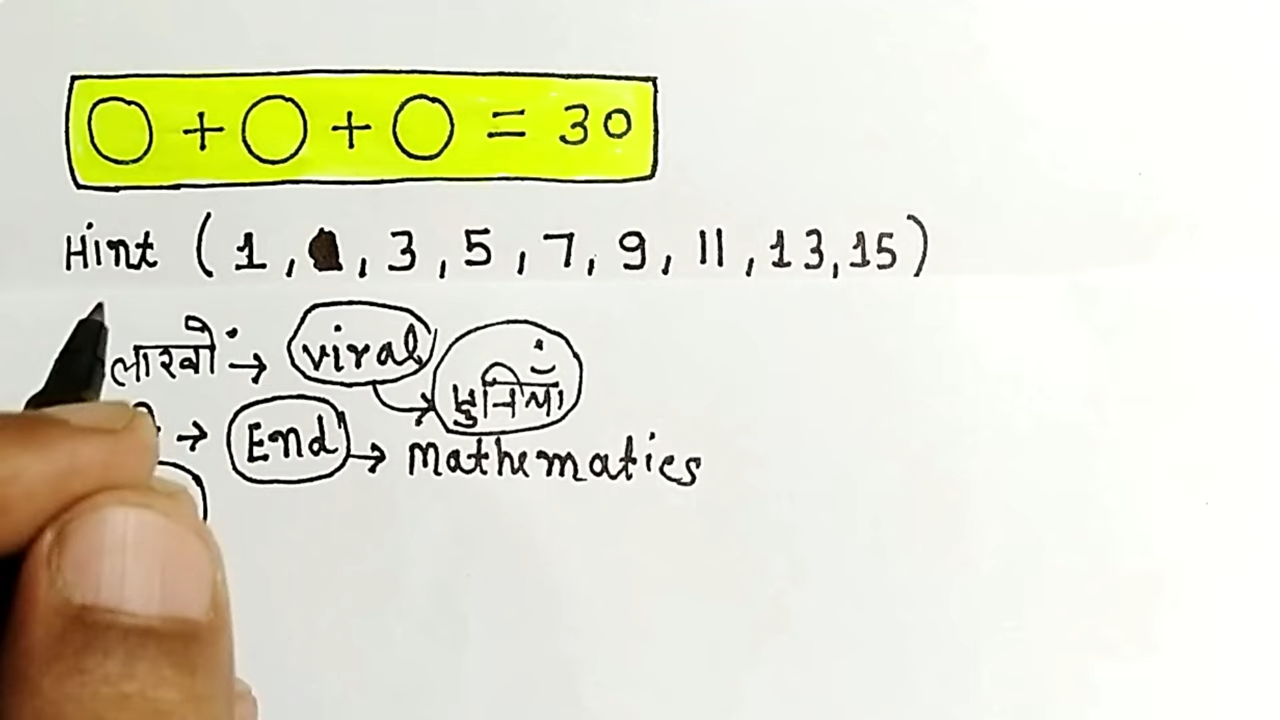 ○ + ○ + ○ = 30
Hint ( 1, , 3, 5, 7, 9, 11, 13, 15 )
लाखों → viral → दुनियाँ
→ End → mathematics